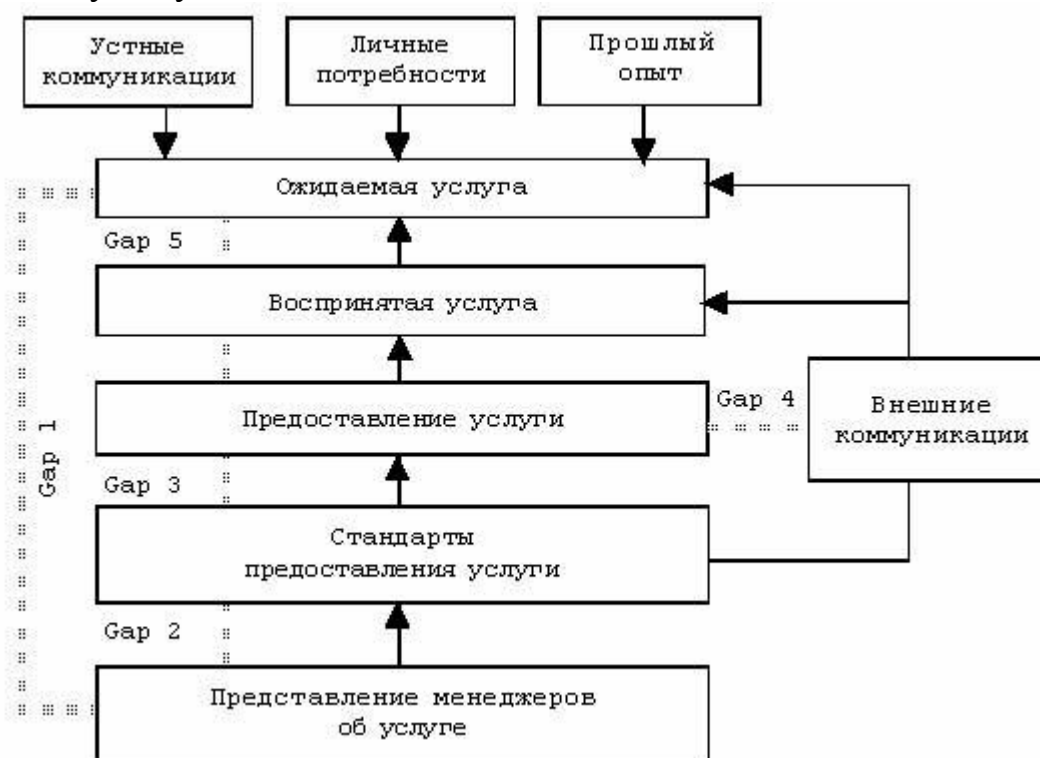 Устные
коммуникации
Личные
потребности
Прошлый
опыт
Ожидаемая услуга
Gap 5
Воспринятая услуга
Предоставление услуги
Gap 4
Внешние
коммуникации
Gap 1
Gap 3
Стандарты
предоставления услуги
Gap 2
Представление менеджеров
об услуге